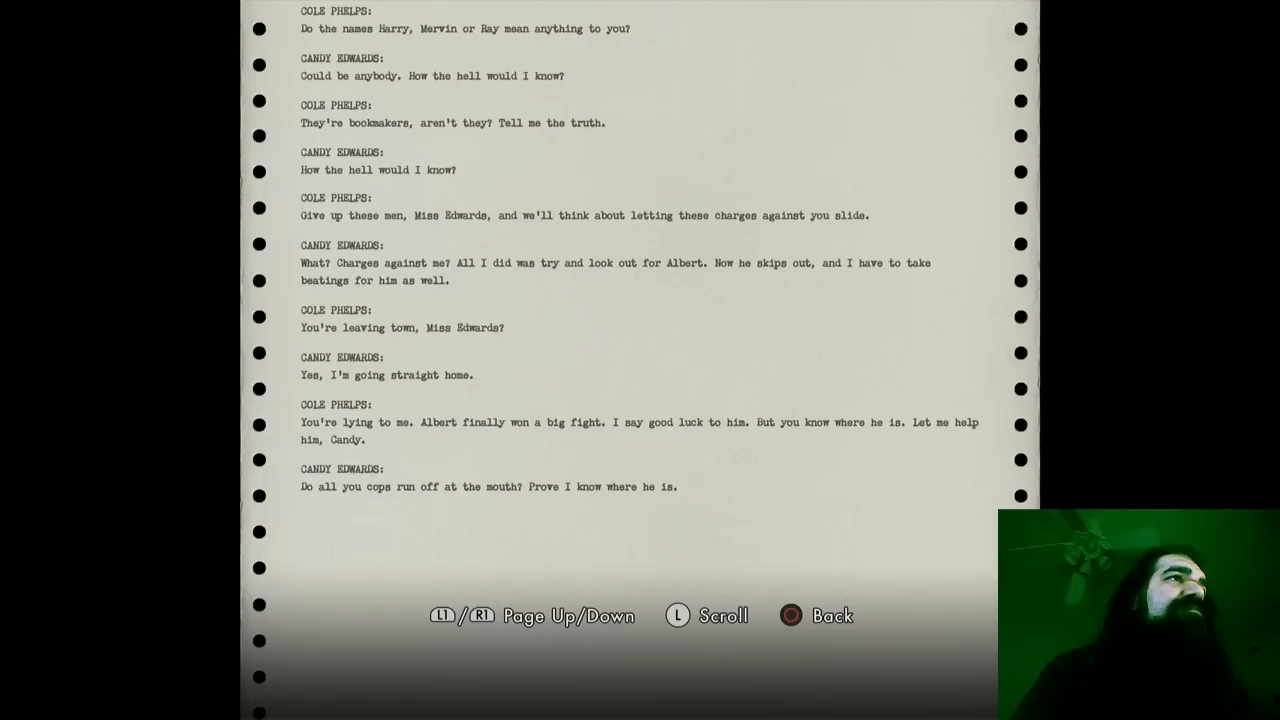 COLE PHELPS:
Do the names Harry, Mervin or Ray mean anything to you?
CANDY EDWARDS:
Could be anybody. How the hell would I know?
COLE PHELPS:
They're bookmakers, aren't they? Tell me the truth.
CANDY EDWARDS:
How the hell would I know?
COLE PHELPS:
Give up these men, Miss Edwards, and we'll think about letting these charges against you slide.
CANDY EDWARDS:
What? Charges against me? All I did was try and look out for Albert. Now he skips out, and I have to take
beatings for him as well.
COLE PHELPS:
You're leaving town, Miss Edwards?
CANDY EDWARDS:
Yes, I'm going straight home.
COLE PHELPS:
You're lying to me. Albert finally won a big fight. I say good luck to him. But you know where he is. Let me help
him, Candy.
CANDY EDWARDS:
Do all you cops run off at the mouth? Prove I know where he is.
L1/R1 Page Up/Down L Scroll Back